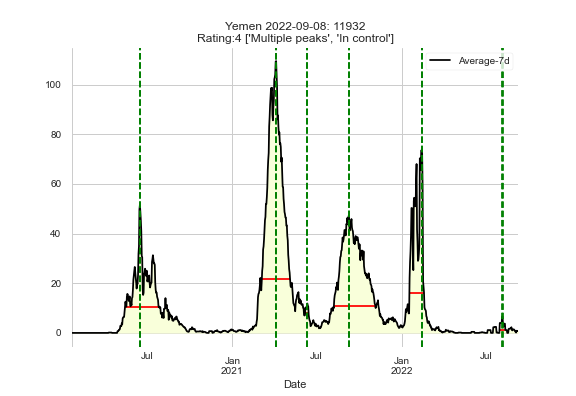 Yemen 2022-09-08: 11932
Rating:4 ['Multiple peaks', 'In control']
Average-7d
100
80
60
40
20
0
Jul
Jan
2021
Jul
Jan
2022
Jul
Date